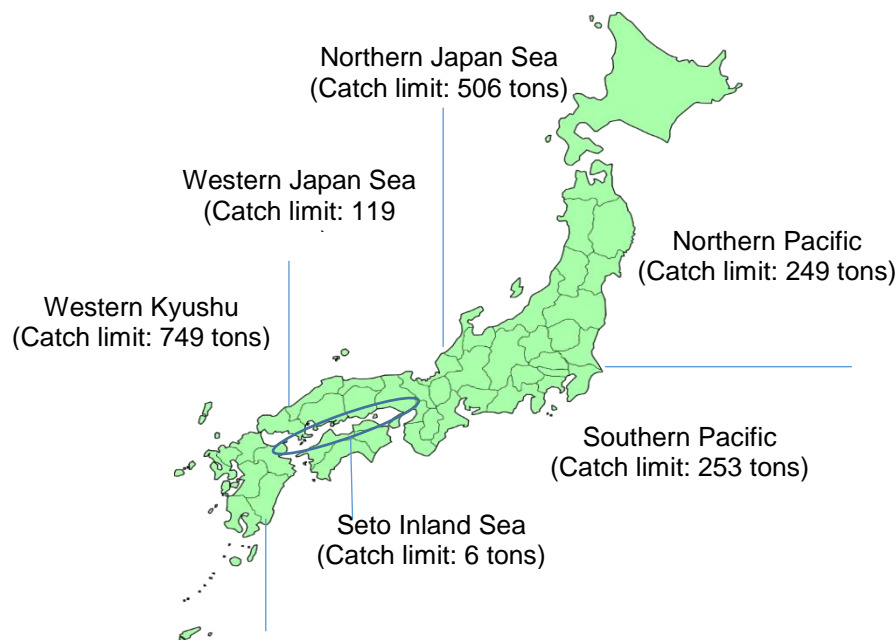 Northern Japan Sea
(Catch limit: 506 tons)
Western Japan Sea
(Catch limit: 119
Northern Pacific
(Catch limit: 249 tons)
Western Kyushu
(Catch limit: 749 tons)
Southern Pacific
(Catch limit: 253 tons)
Seto Inland Sea
(Catch limit: 6 tons)